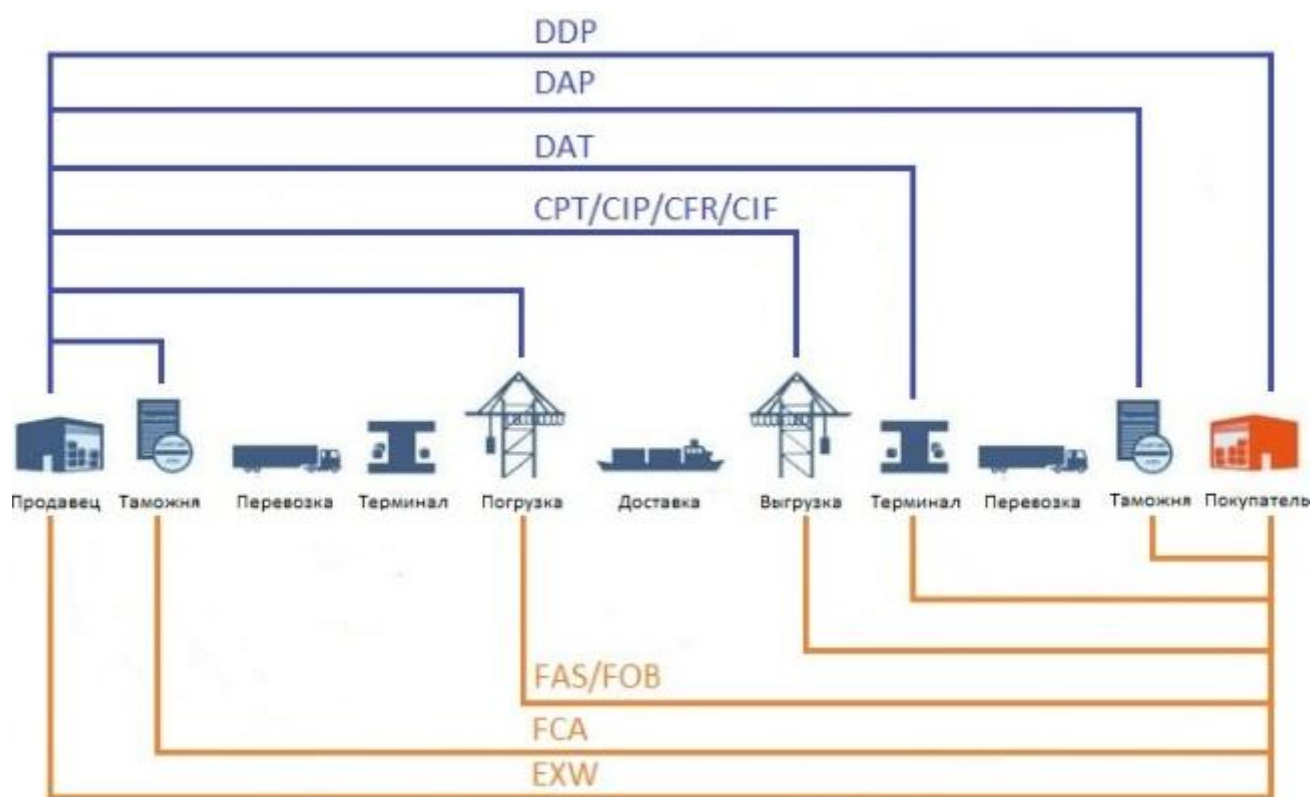 DDP
DAP
DAT
CPT/CIP/CFR/CIF
Продавец Таможня Перевозка Терминал Погрузка Доставка Выгрузка Терминал Перевозка Таможня Покупатель
FAS/FOB
FCA
EXW